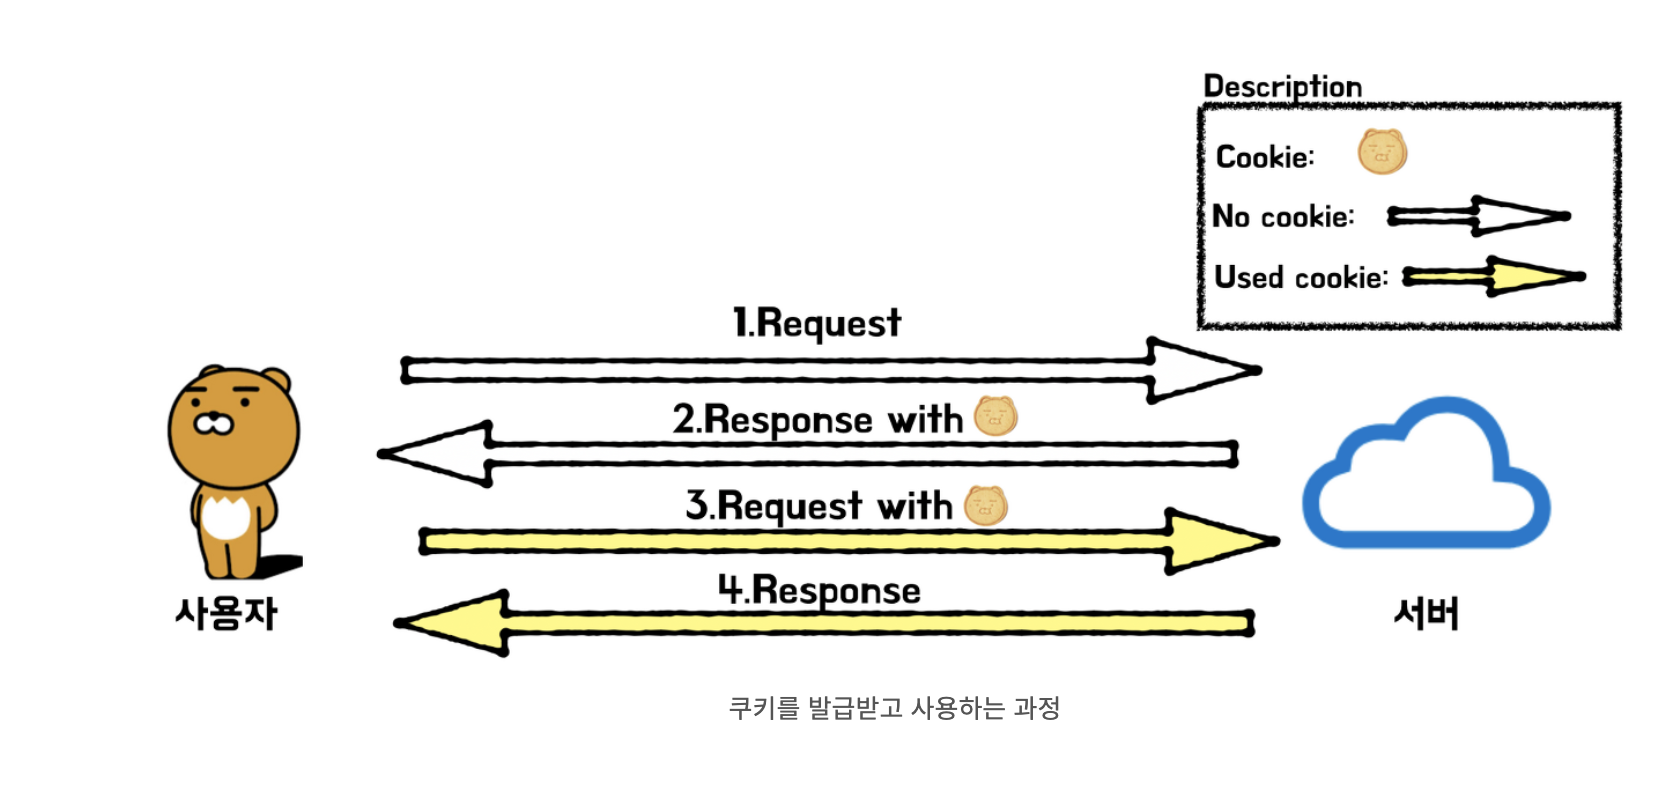 Description
Cookie:
No cookie:
Used cookie:
1.Request
2.Response with
3.Request with
4.Response
사용자
서버
쿠키를 발급받고 사용하는 과정